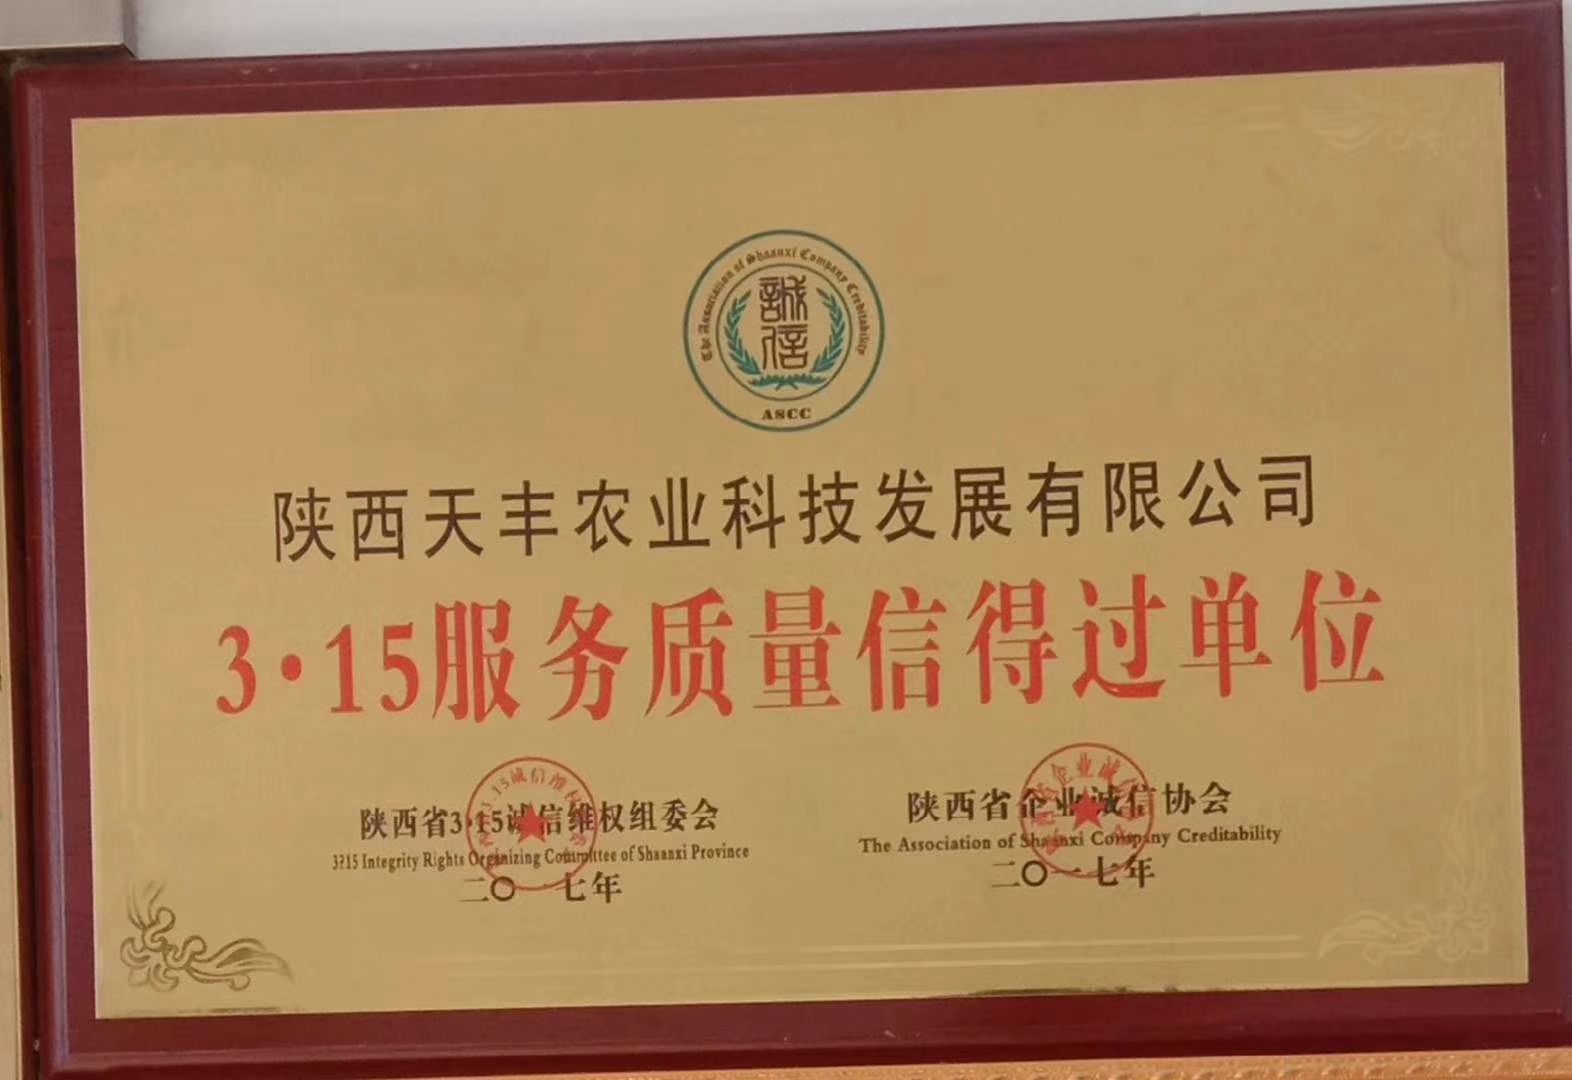 The Association of Shaanxi Company Creditability
誠信
ASCC
陕西天丰农业科技发展有限公司
3·15服务质量信得过单位
陕西省3·15诚信维权组委会
3?15 Integrity Rights Organizing Committee of Shaanxi Province
二〇一七年
陕西省企业诚信协会
The Association of Shaanxi Company Creditability
二〇一七年